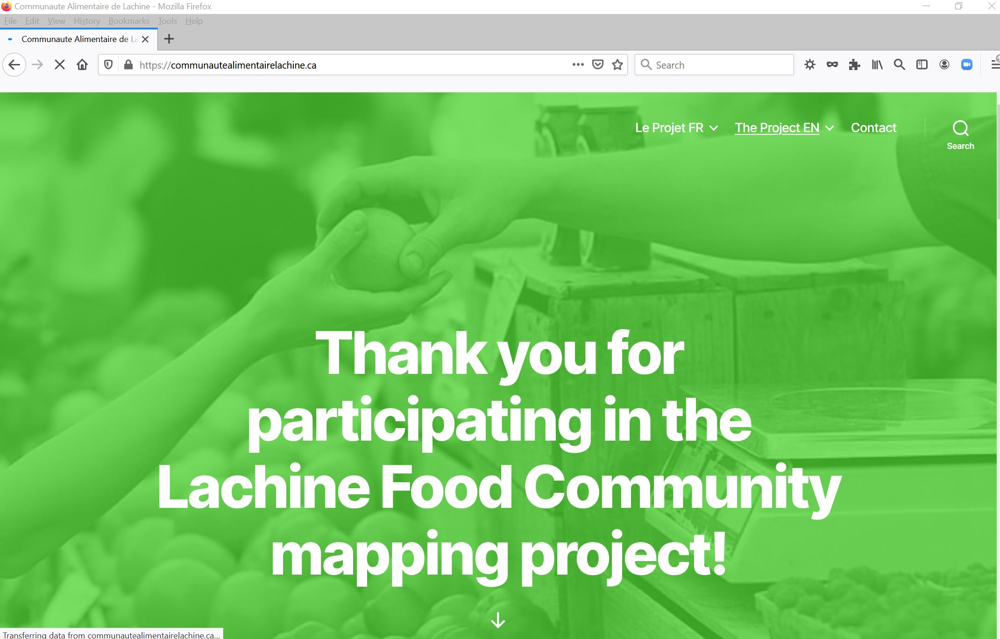 Communaute Alimentaire de Lachine - Mozilla Firefox
File Edit View History Bookmarks Tools Help
Communaute Alimentaire de La
https://communautealimentairelachine.ca
Search
Le Projet FR The Project EN Contact
Search
Thank you for
participating in the
Lachine Food Community
mapping project!
Transferring data from communautealimentairelachine.ca...